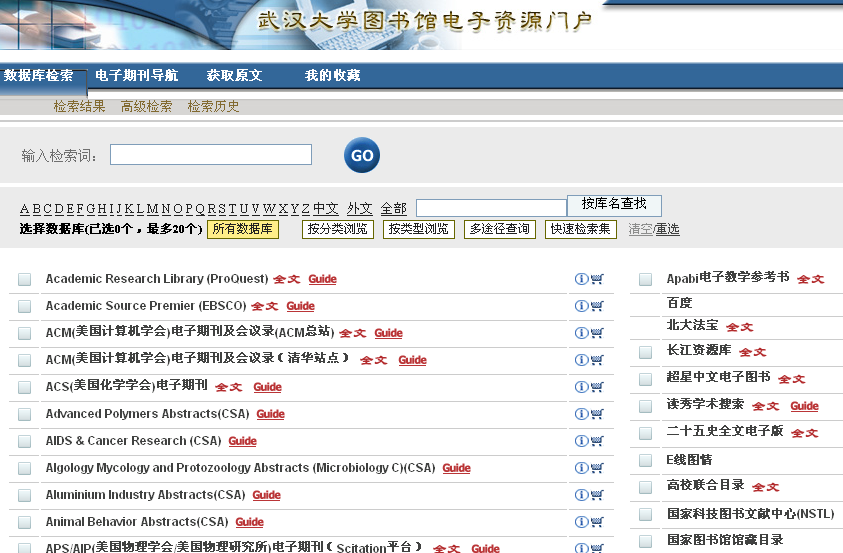 武汉大学图书馆电子资源门户
数据库检索 电子期刊导航 获取原文 我的收藏
检索结果 高级检索 检索历史
输入检索词: GO
A B C D E F G H I J K L M N O P Q R S T U V W X Y Z 中文 外文 全部 按库名查找
选择数据库(已选0个，最多20个) 所有数据库 按分类浏览 按类型浏览 多途径查询 快速检索集 清空/重选
Academic Research Library (ProQuest) 全文 Guide
Academic Source Premier (EBSCO) 全文 Guide
ACM(美国计算机学会)电子期刊及会议录(ACM总站) 全文 Guide
ACM(美国计算机学会)电子期刊及会议录（清华站点） 全文 Guide
ACS(美国化学学会)电子期刊 全文 Guide
Advanced Polymers Abstracts(CSA) Guide
AIDS & Cancer Research (CSA) Guide
Algology Mycology and Protozoology Abstracts (Microbiology C)(CSA) Guide
Aluminium Industry Abstracts(CSA) Guide
Animal Behavior Abstracts(CSA) Guide
APS/AIP(美国物理学会/美国物理研究所)电子期刊（Scitation平台） 全文 Guide
Apabi电子教学参考书 全文
百度
北大法宝 全文
长江资源库 全文
超星中文电子图书 全文
读秀学术搜索 全文 Guide
二十五史全文电子版 全文
E线图情
高校联合目录 全文
国家科技图书文献中心(NSTL)
国家图书馆馆藏目录